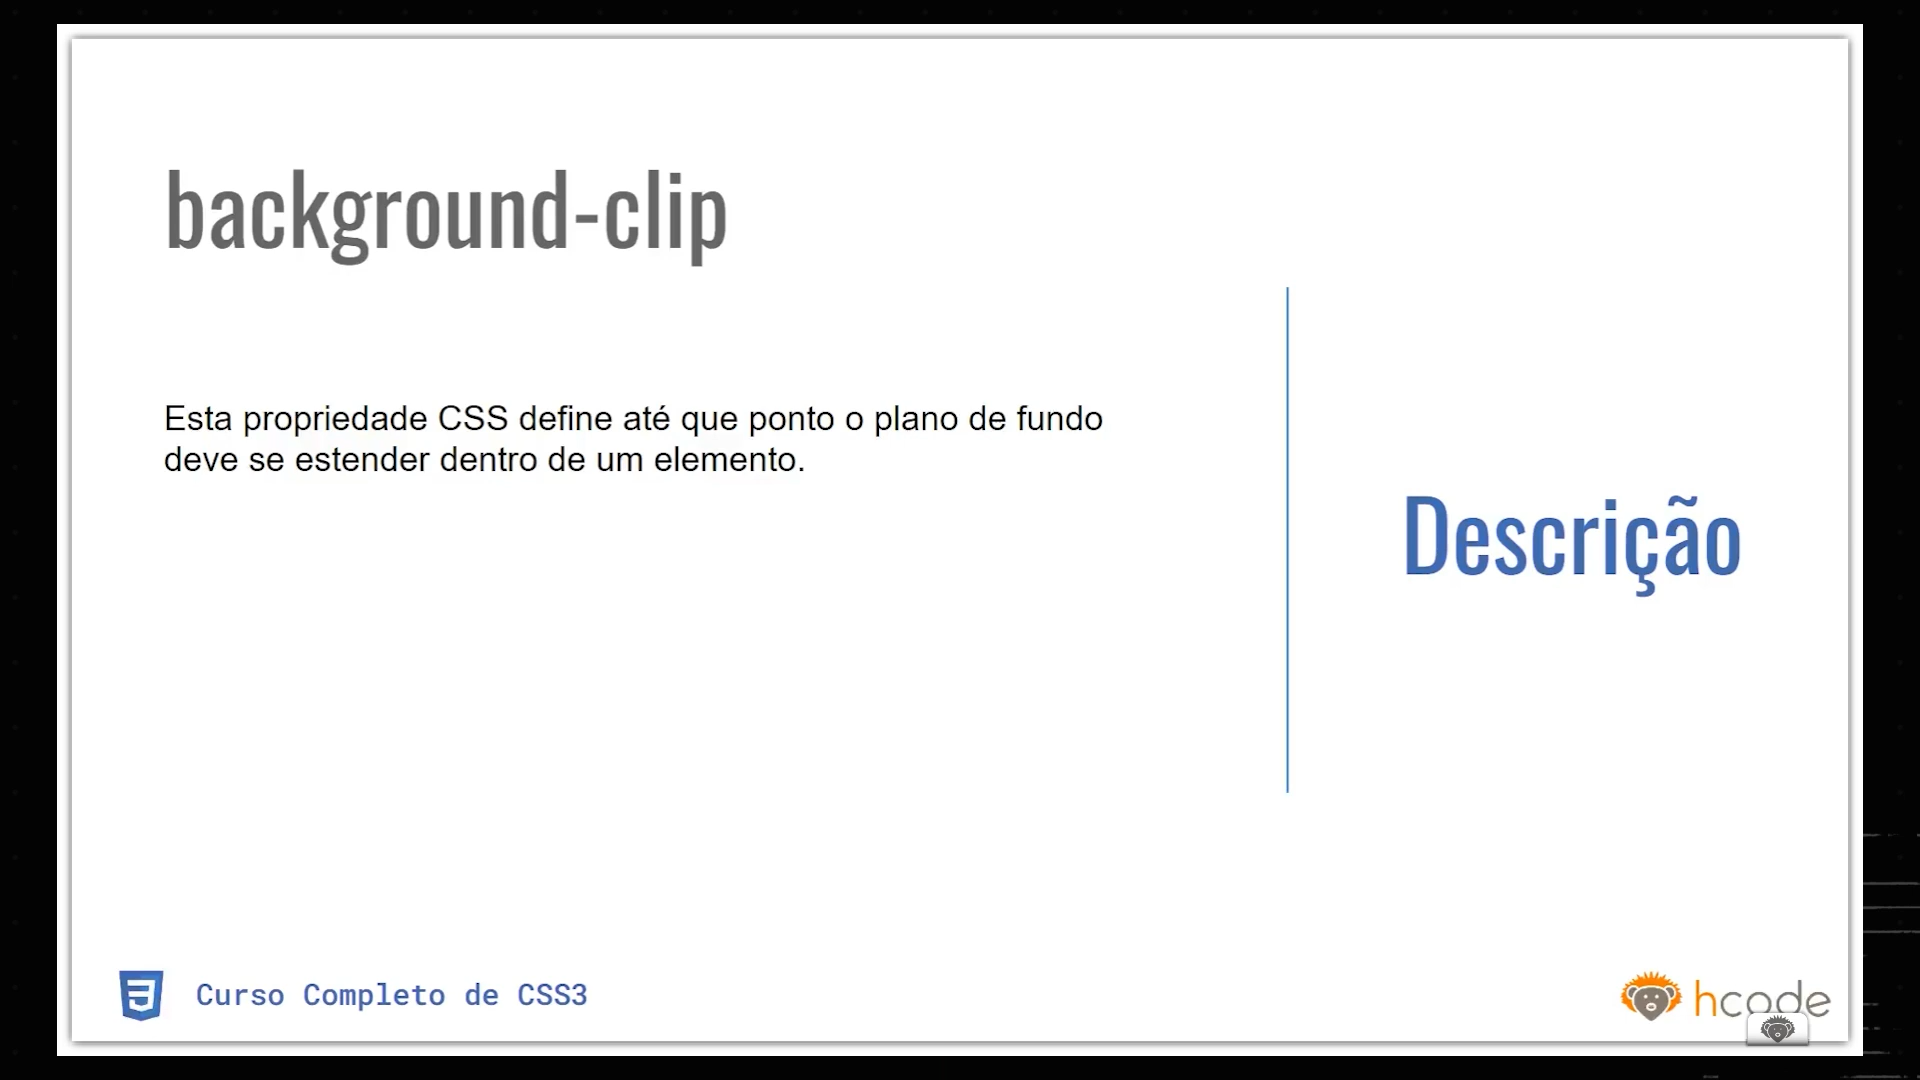 background-clip
Esta propriedade CSS define até que ponto o plano de fundo
deve se estender dentro de um elemento.
Descrição
Curso Completo de CSS3
hcode